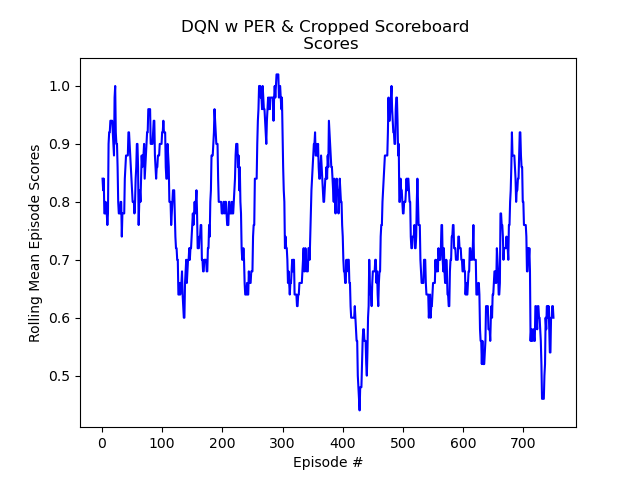 DQN w PER & Cropped Scoreboard
Scores
1.0
0.9
0.8
0.7
0.6
0.5
Rolling Mean Episode Scores
0 100 200 300 400 500 600 700
Episode #